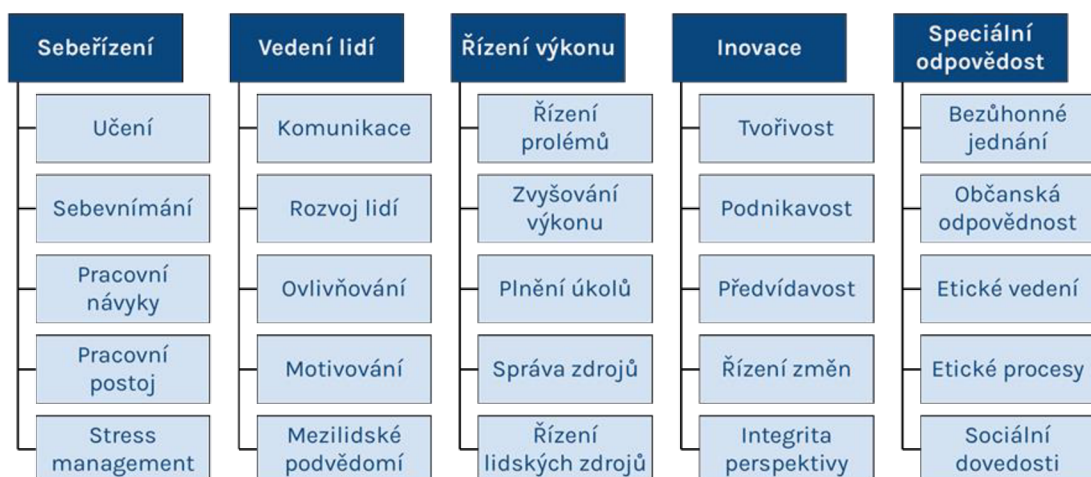 Sebeřízení
Učení
Sebevnímání
Pracovní
návyky
Pracovní
postoj
Stress
management
Vedení lidí
Komunikace
Rozvoj lidí
Ovlivňování
Motivování
Mezilidské
podvědomí
Řízení výkonu
Řízení
prolémů
Zvyšování
výkonu
Plnění úkolů
Správa zdrojů
Řízení
lidských zdrojů
Inovace
Tvořivost
Podnikavost
Předvídavost
Řízení změn
Integrita
perspektivy
Speciální
odpovědost
Bezůhonné
jednání
Občanská
odpovědnost
Etické vedení
Etické procesy
Sociální
dovedosti